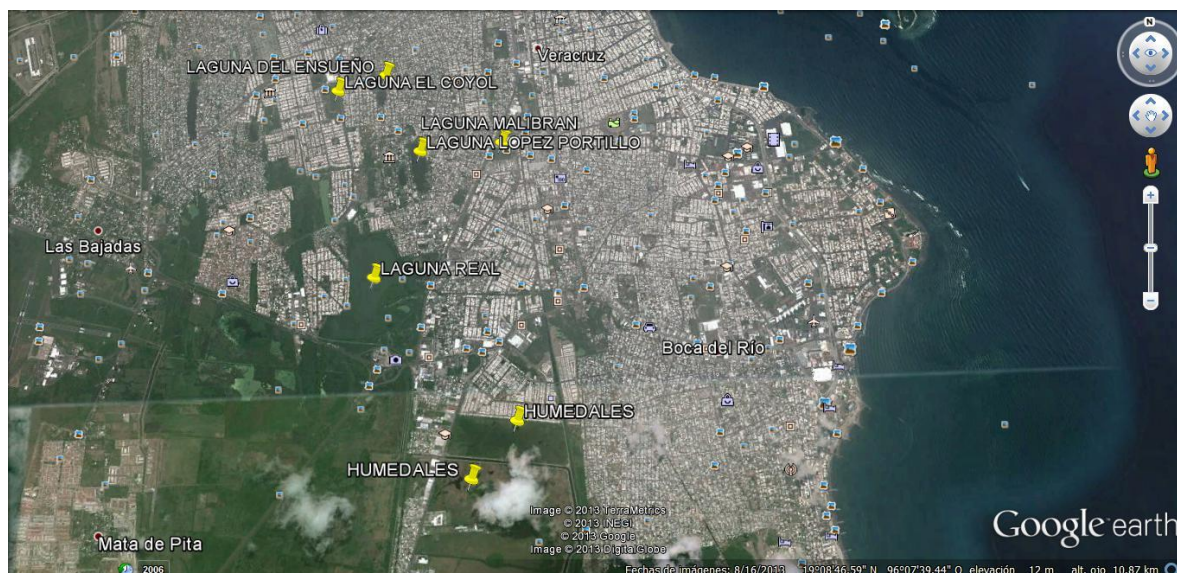 N
Veracruz
LAGUNA DEL ENSUEÑO
LAGUNA EL COYOL
LAGUNA MALIBRAN
LAGUNA LOPEZ PORTILLO
Las Bajadas
LAGUNA REAL
Boca del Río
HUMEDALES
HUMEDALES
Image © 2013 TerraMetrics
© 2013 INEGI
© 2013 Google
Image © 2013 DigitalGlobe
Google earth
Mata de Pita
2006
Fechas de imágenes: 8/16/2013 19°08'46.59" N 96°07'39.44" O elevación 12 m alt. ojo 10.87 km